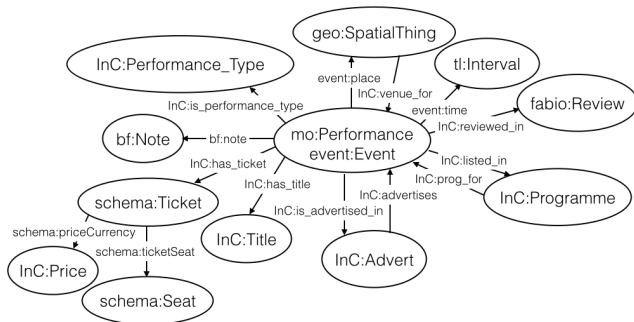 geo:SpatialThing
InC:Performance_Type
tl:Interval
event:place
InC:venue_for
fabio:Review
InC:is_performance_type
event:time
InC:reviewed_in
bf:Note
bf:note
mo:Performance
event:Event
InC:has_ticket
InC:listed_in
InC:has_title
InC:prog_for
InC:advertises
schema:Ticket
InC:Programme
InC:is_advertised_in
schema:priceCurrency
InC:Title
schema:ticketSeat
InC:Advert
InC:Price
schema:Seat